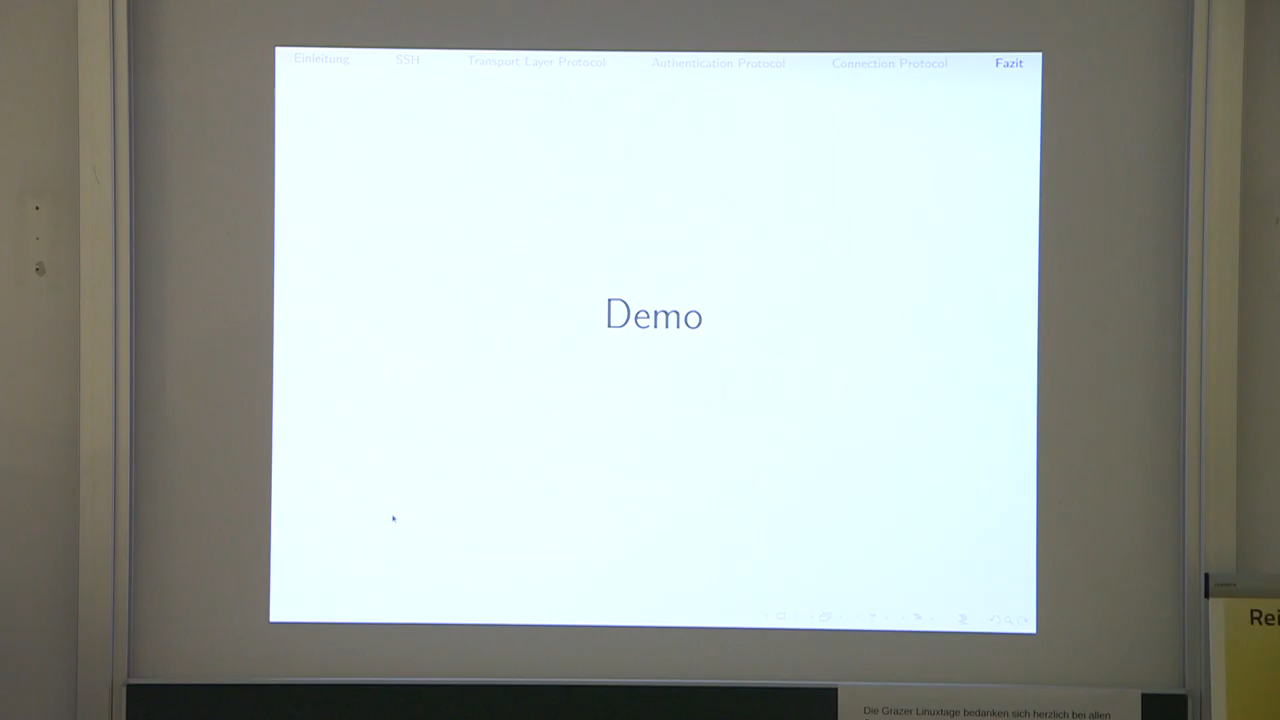 Einleitung SSH Transport Layer Protocol Authentication Protocol Connection Protocol Fazit
Demo
Rei
Die Grazer Linuxtage bedanken sich herzlich bei allen